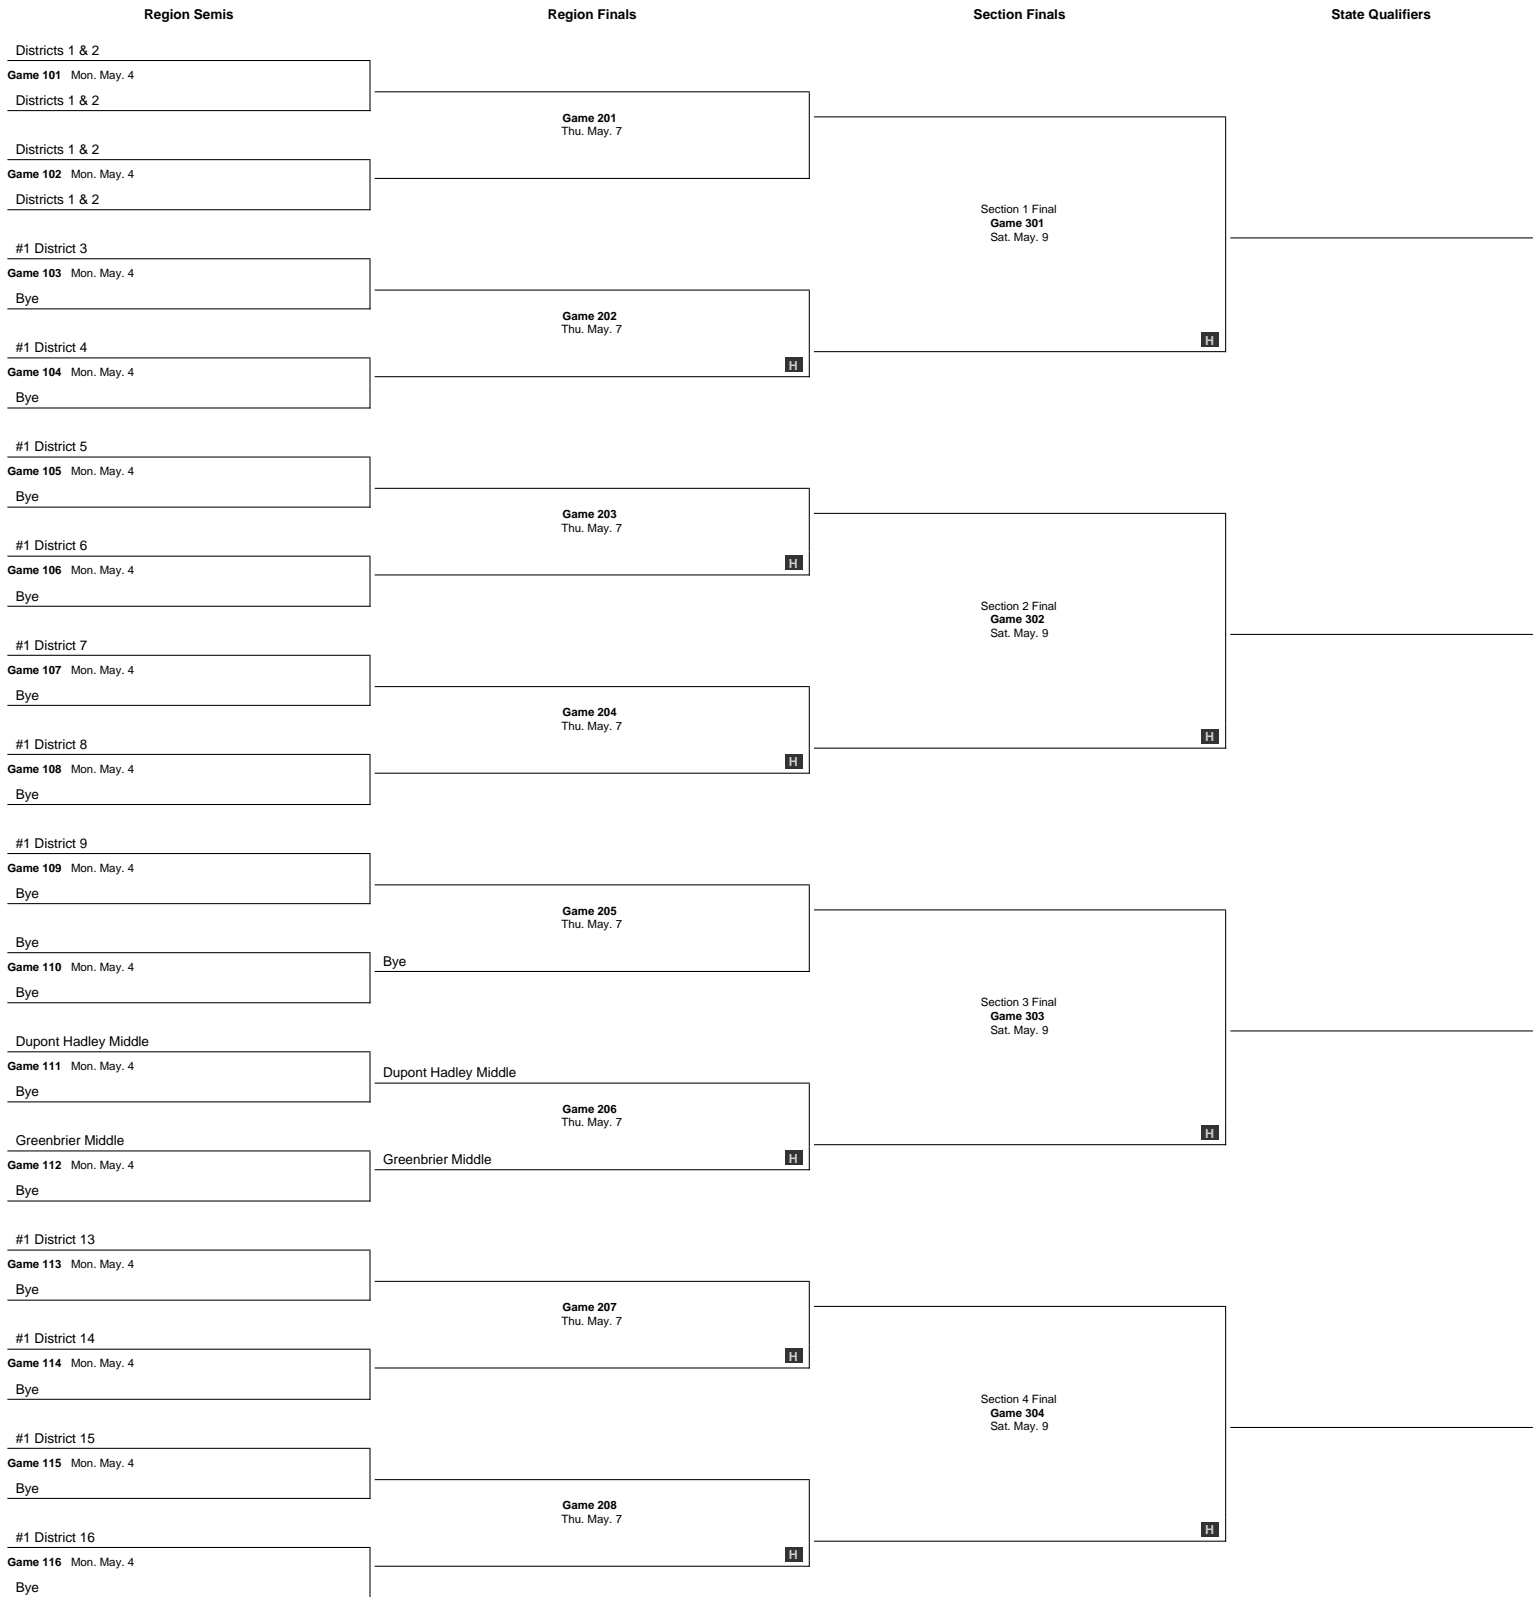 Region Semis
Region Finals
Section Finals
State Qualifiers
Districts 1 & 2
Game 101 Mon. May. 4
Districts 1 & 2
Districts 1 & 2
Game 102 Mon. May. 4
Districts 1 & 2
#1 District 3
Game 103 Mon. May. 4
Bye
#1 District 4
Game 104 Mon. May. 4
Bye
#1 District 5
Game 105 Mon. May. 4
Bye
#1 District 6
Game 106 Mon. May. 4
Bye
#1 District 7
Game 107 Mon. May. 4
Bye
#1 District 8
Game 108 Mon. May. 4
Bye
#1 District 9
Game 109 Mon. May. 4
Bye
Bye
Game 110 Mon. May. 4
Bye
Dupont Hadley Middle
Game 111 Mon. May. 4
Bye
Greenbrier Middle
Game 112 Mon. May. 4
Bye
#1 District 13
Game 113 Mon. May. 4
Bye
#1 District 14
Game 114 Mon. May. 4
Bye
#1 District 15
Game 115 Mon. May. 4
Bye
#1 District 16
Game 116 Mon. May. 4
Bye
Game 201
Thu. May. 7
Game 202
Thu. May. 7
H
Game 203
Thu. May. 7
H
Game 204
Thu. May. 7
H
Game 205
Thu. May. 7
Bye
Dupont Hadley Middle
Game 206
Thu. May. 7
Greenbrier Middle
H
Game 207
Thu. May. 7
H
Game 208
Thu. May. 7
H
Section 1 Final
Game 301
Sat. May. 9
H
Section 2 Final
Game 302
Sat. May. 9
H
Section 3 Final
Game 303
Sat. May. 9
H
Section 4 Final
Game 304
Sat. May. 9
H